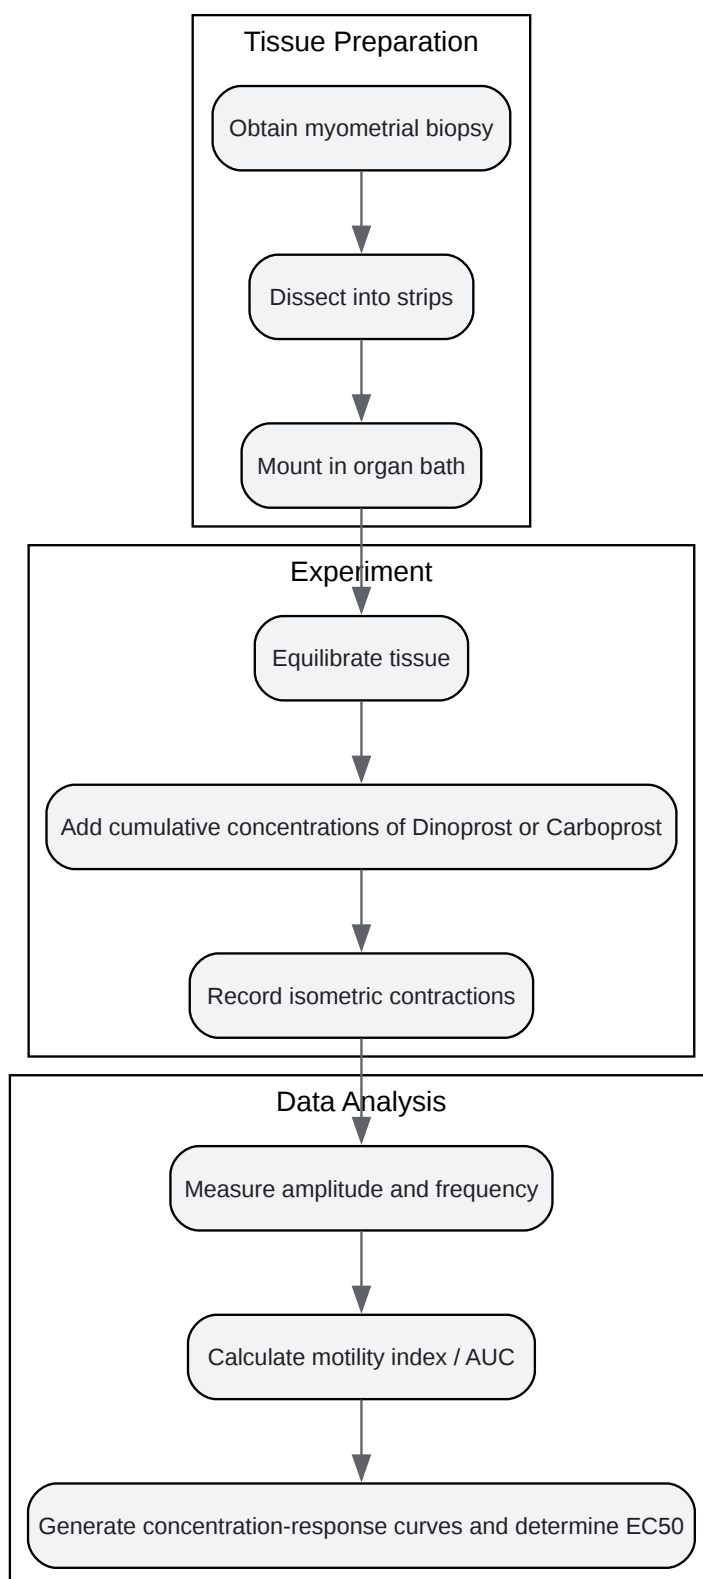 Tissue Preparation
Obtain myometrial biopsy
Dissect into strips
Mount in organ bath
Experiment
Equilibrate tissue
Add cumulative concentrations of Dinoprost or Carboprost
Record isometric contractions
Data Analysis
Measure amplitude and frequency
Calculate motility index / AUC
Generate concentration-response curves and determine EC50